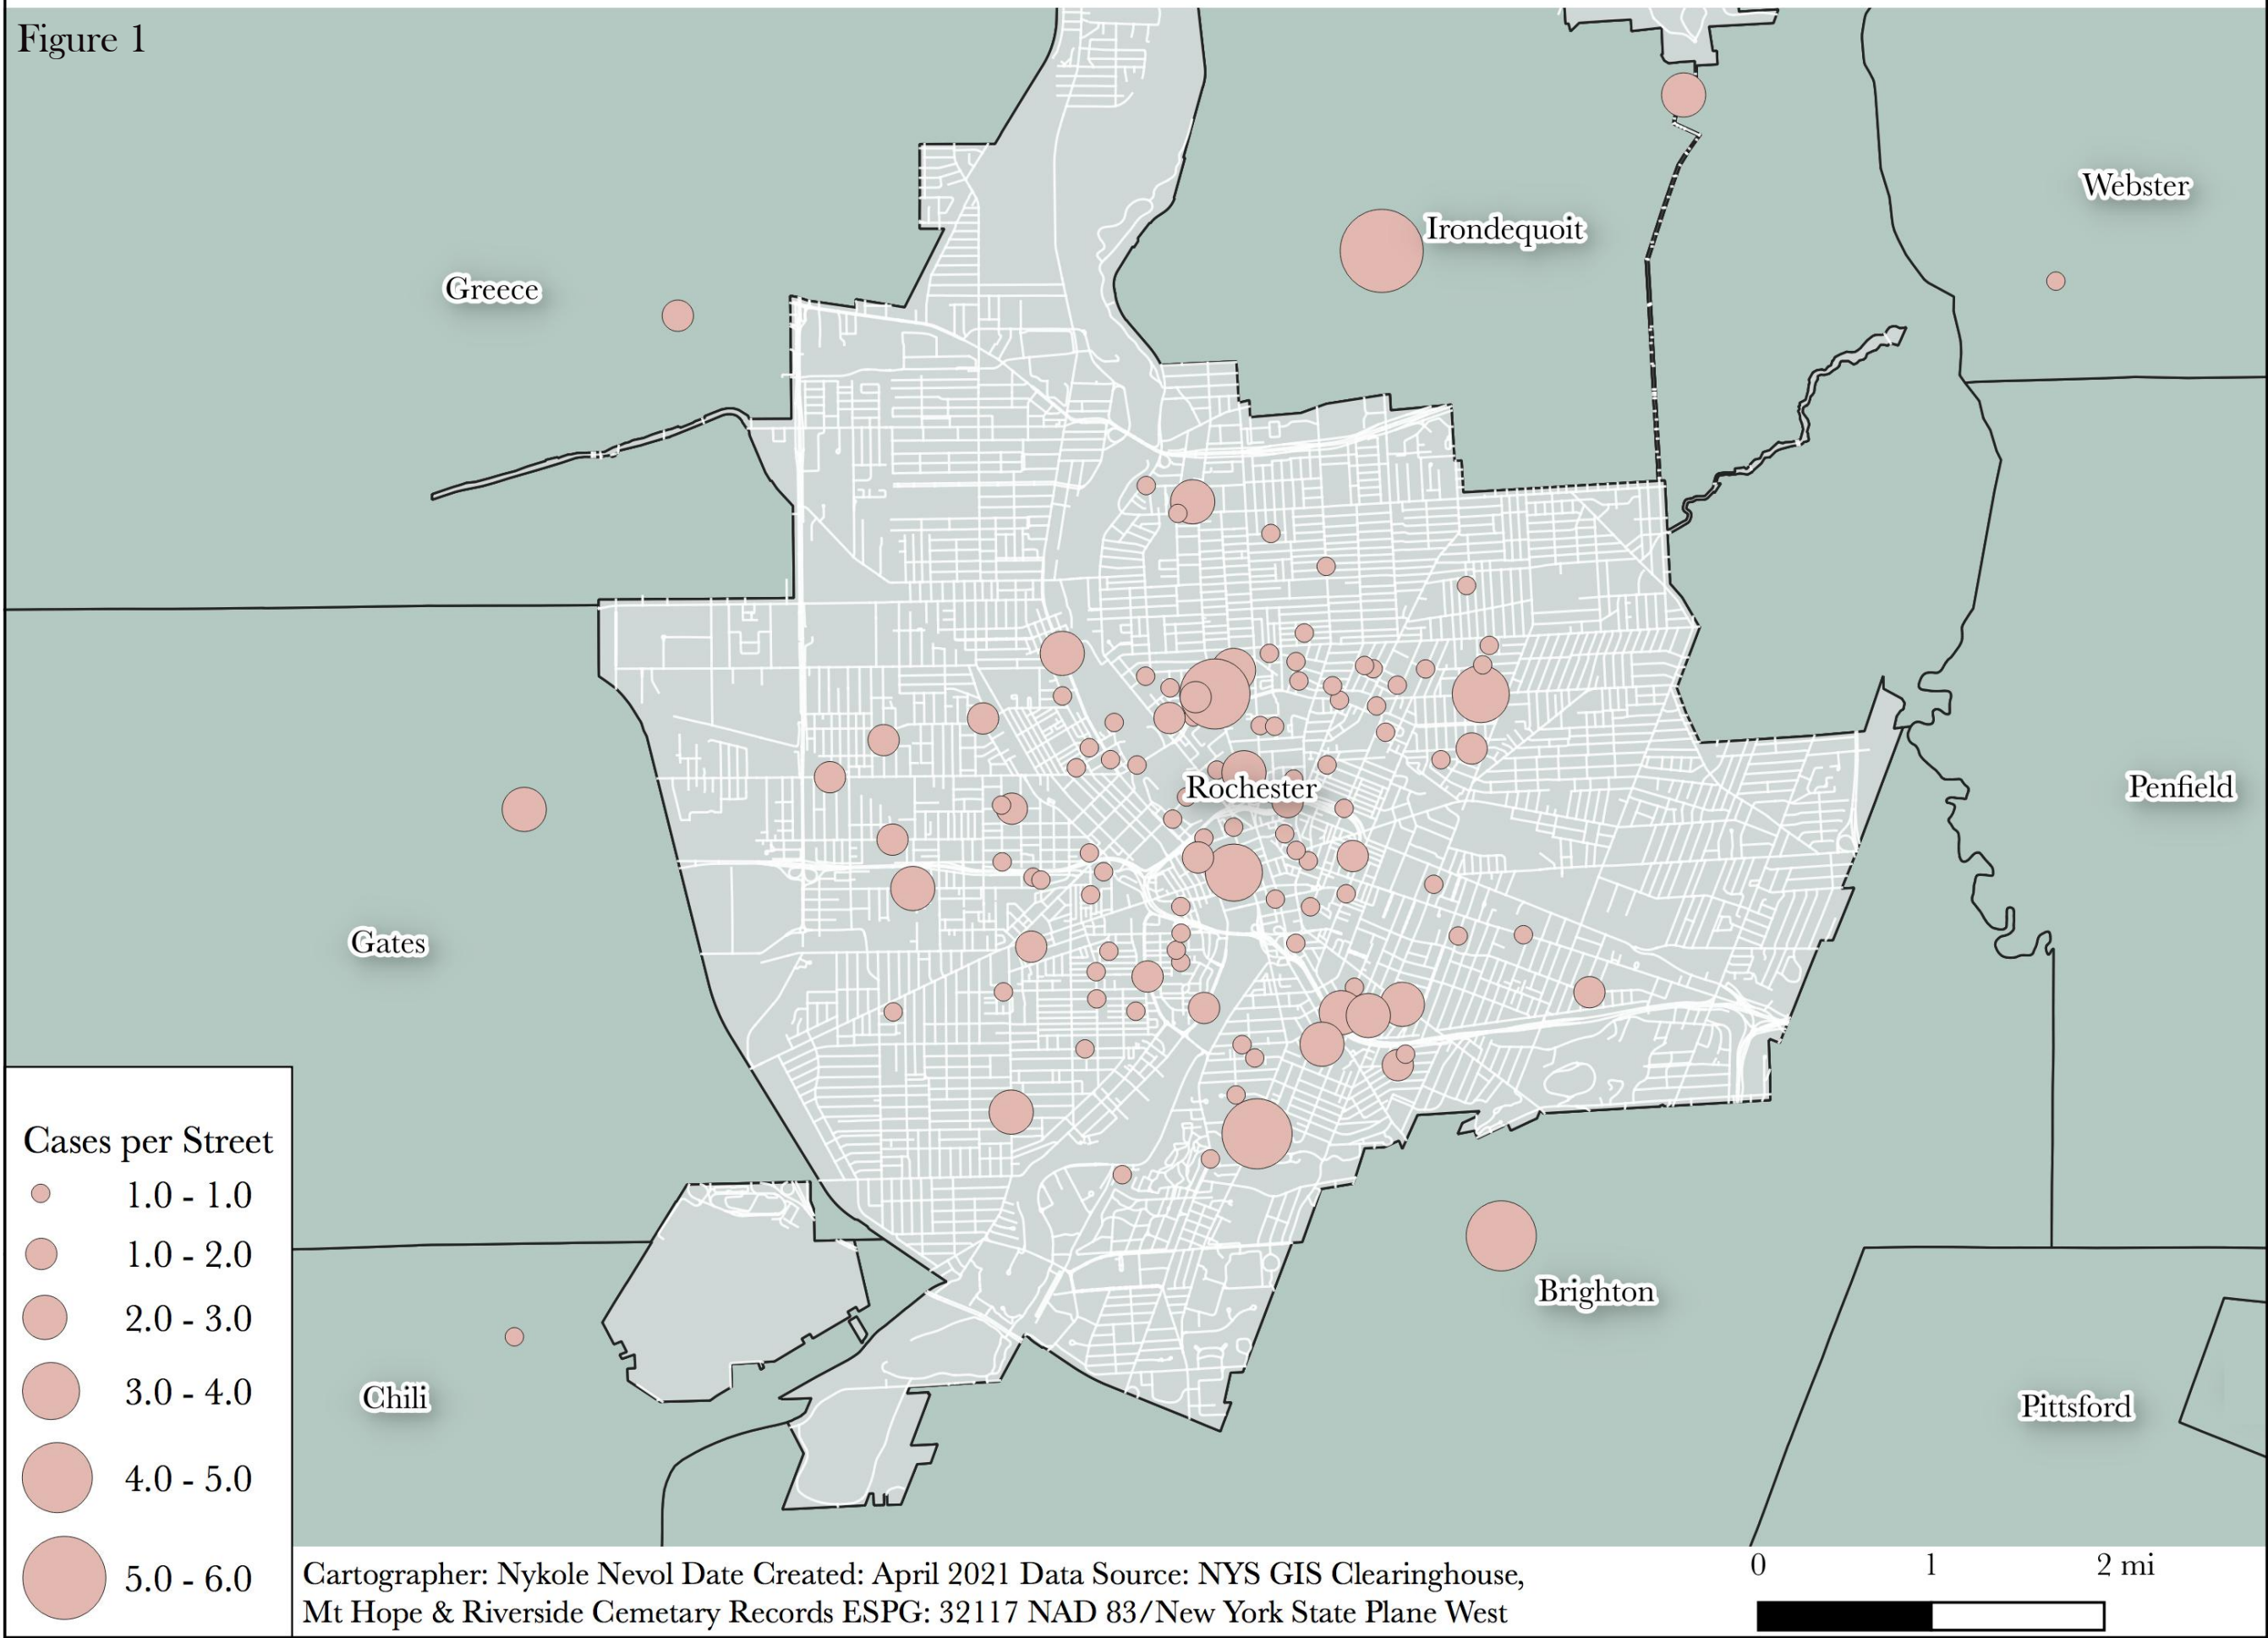 Figure 1
Webster
Irondequoit
Greece
Rochester
Penfield
Gates
Brighton
Chili
Pittsford
Cases per Street
1.0 - 1.0
1.0 - 2.0
2.0 - 3.0
3.0 - 4.0
4.0 - 5.0
5.0 - 6.0
Cartographer: Nykole Nevol Date Created: April 2021 Data Source: NYS GIS Clearinghouse,
Mt Hope & Riverside Cemetary Records ESPG: 32117 NAD 83/New York State Plane West
0 1 2 mi